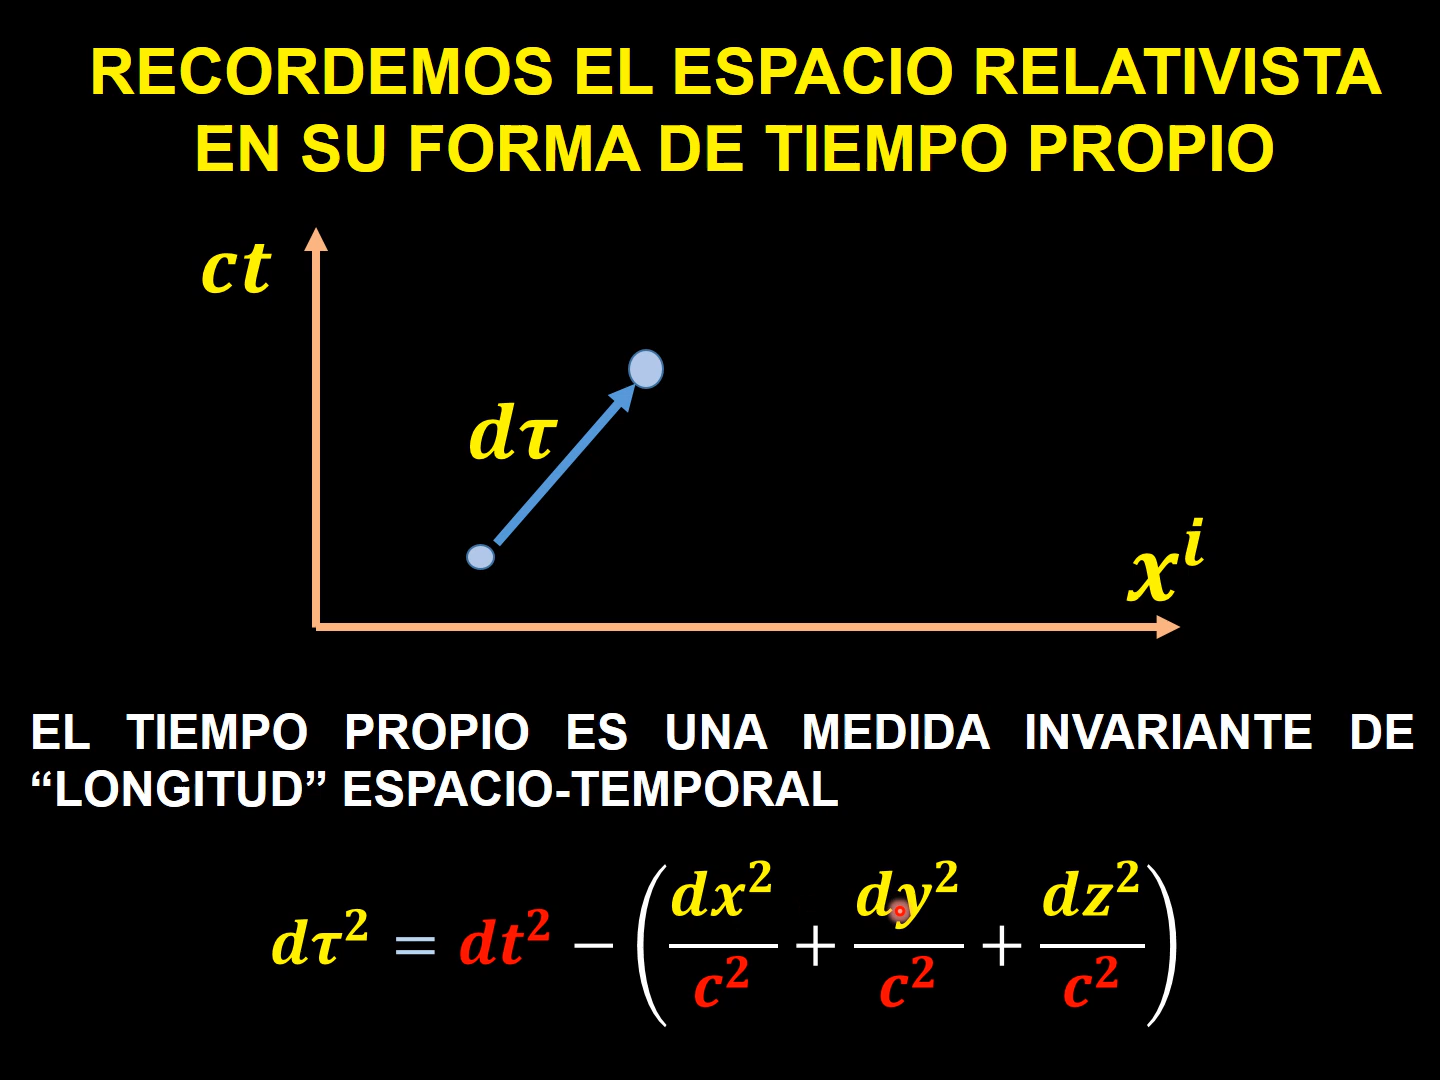 RECORDEMOS EL ESPACIO RELATIVISTA
EN SU FORMA DE TIEMPO PROPIO
ct
dτ
x^i
EL TIEMPO PROPIO ES UNA MEDIDA INVARIANTE DE
“LONGITUD” ESPACIO-TEMPORAL
dτ² = dt² − (dx²/c² + dy²/c² + dz²/c²)